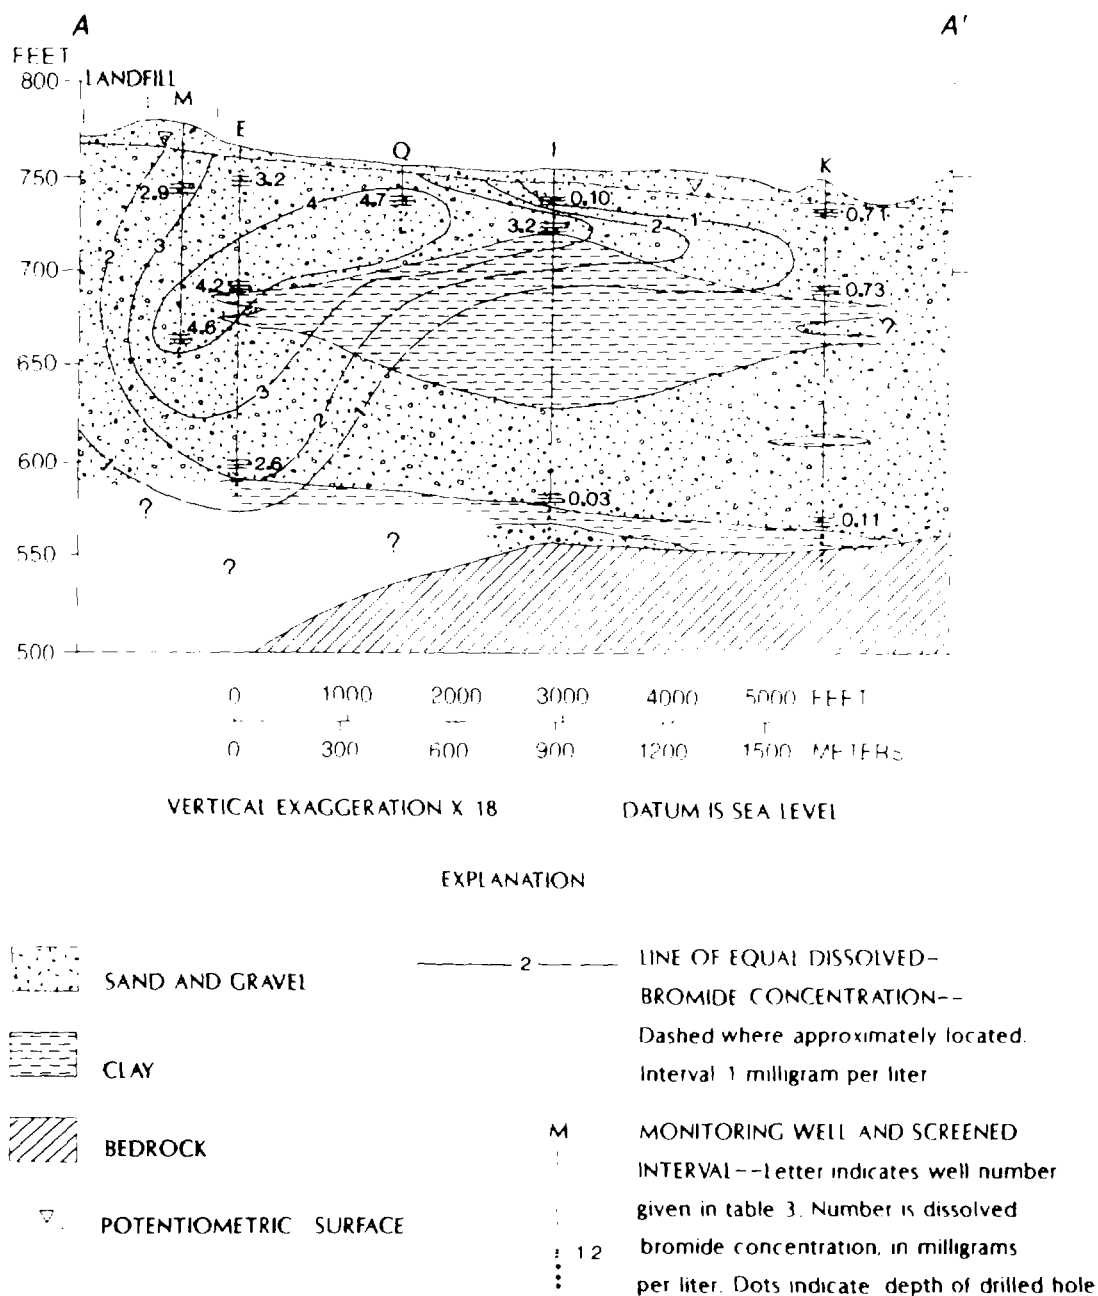 A A'
FEET
800 LANDFILL
M
E
Q
I
K
750
2.9 3.2 4 4.7 0.10 0.71
3.2 2 1
3
2
700
4.2 0.73
4.6 ?
650
3
2 1
600
1 2.6 0.03
0.11
? ?
550
?
500
0 1000 2000 3000 4000 5000 FEET
0 300 600 900 1200 1500 METERS
VERTICAL EXAGGERATION X 18 DATUM IS SEA LEVEL
EXPLANATION
SAND AND GRAVEL
CLAY
BEDROCK
POTENTIOMETRIC SURFACE
2 LINE OF EQUAL DISSOLVED-
BROMIDE CONCENTRATION--
Dashed where approximately located.
Interval 1 milligram per liter
M MONITORING WELL AND SCREENED
INTERVAL--Letter indicates well number
given in table 3. Number is dissolved
1 2 bromide concentration, in milligrams
per liter. Dots indicate depth of drilled hole